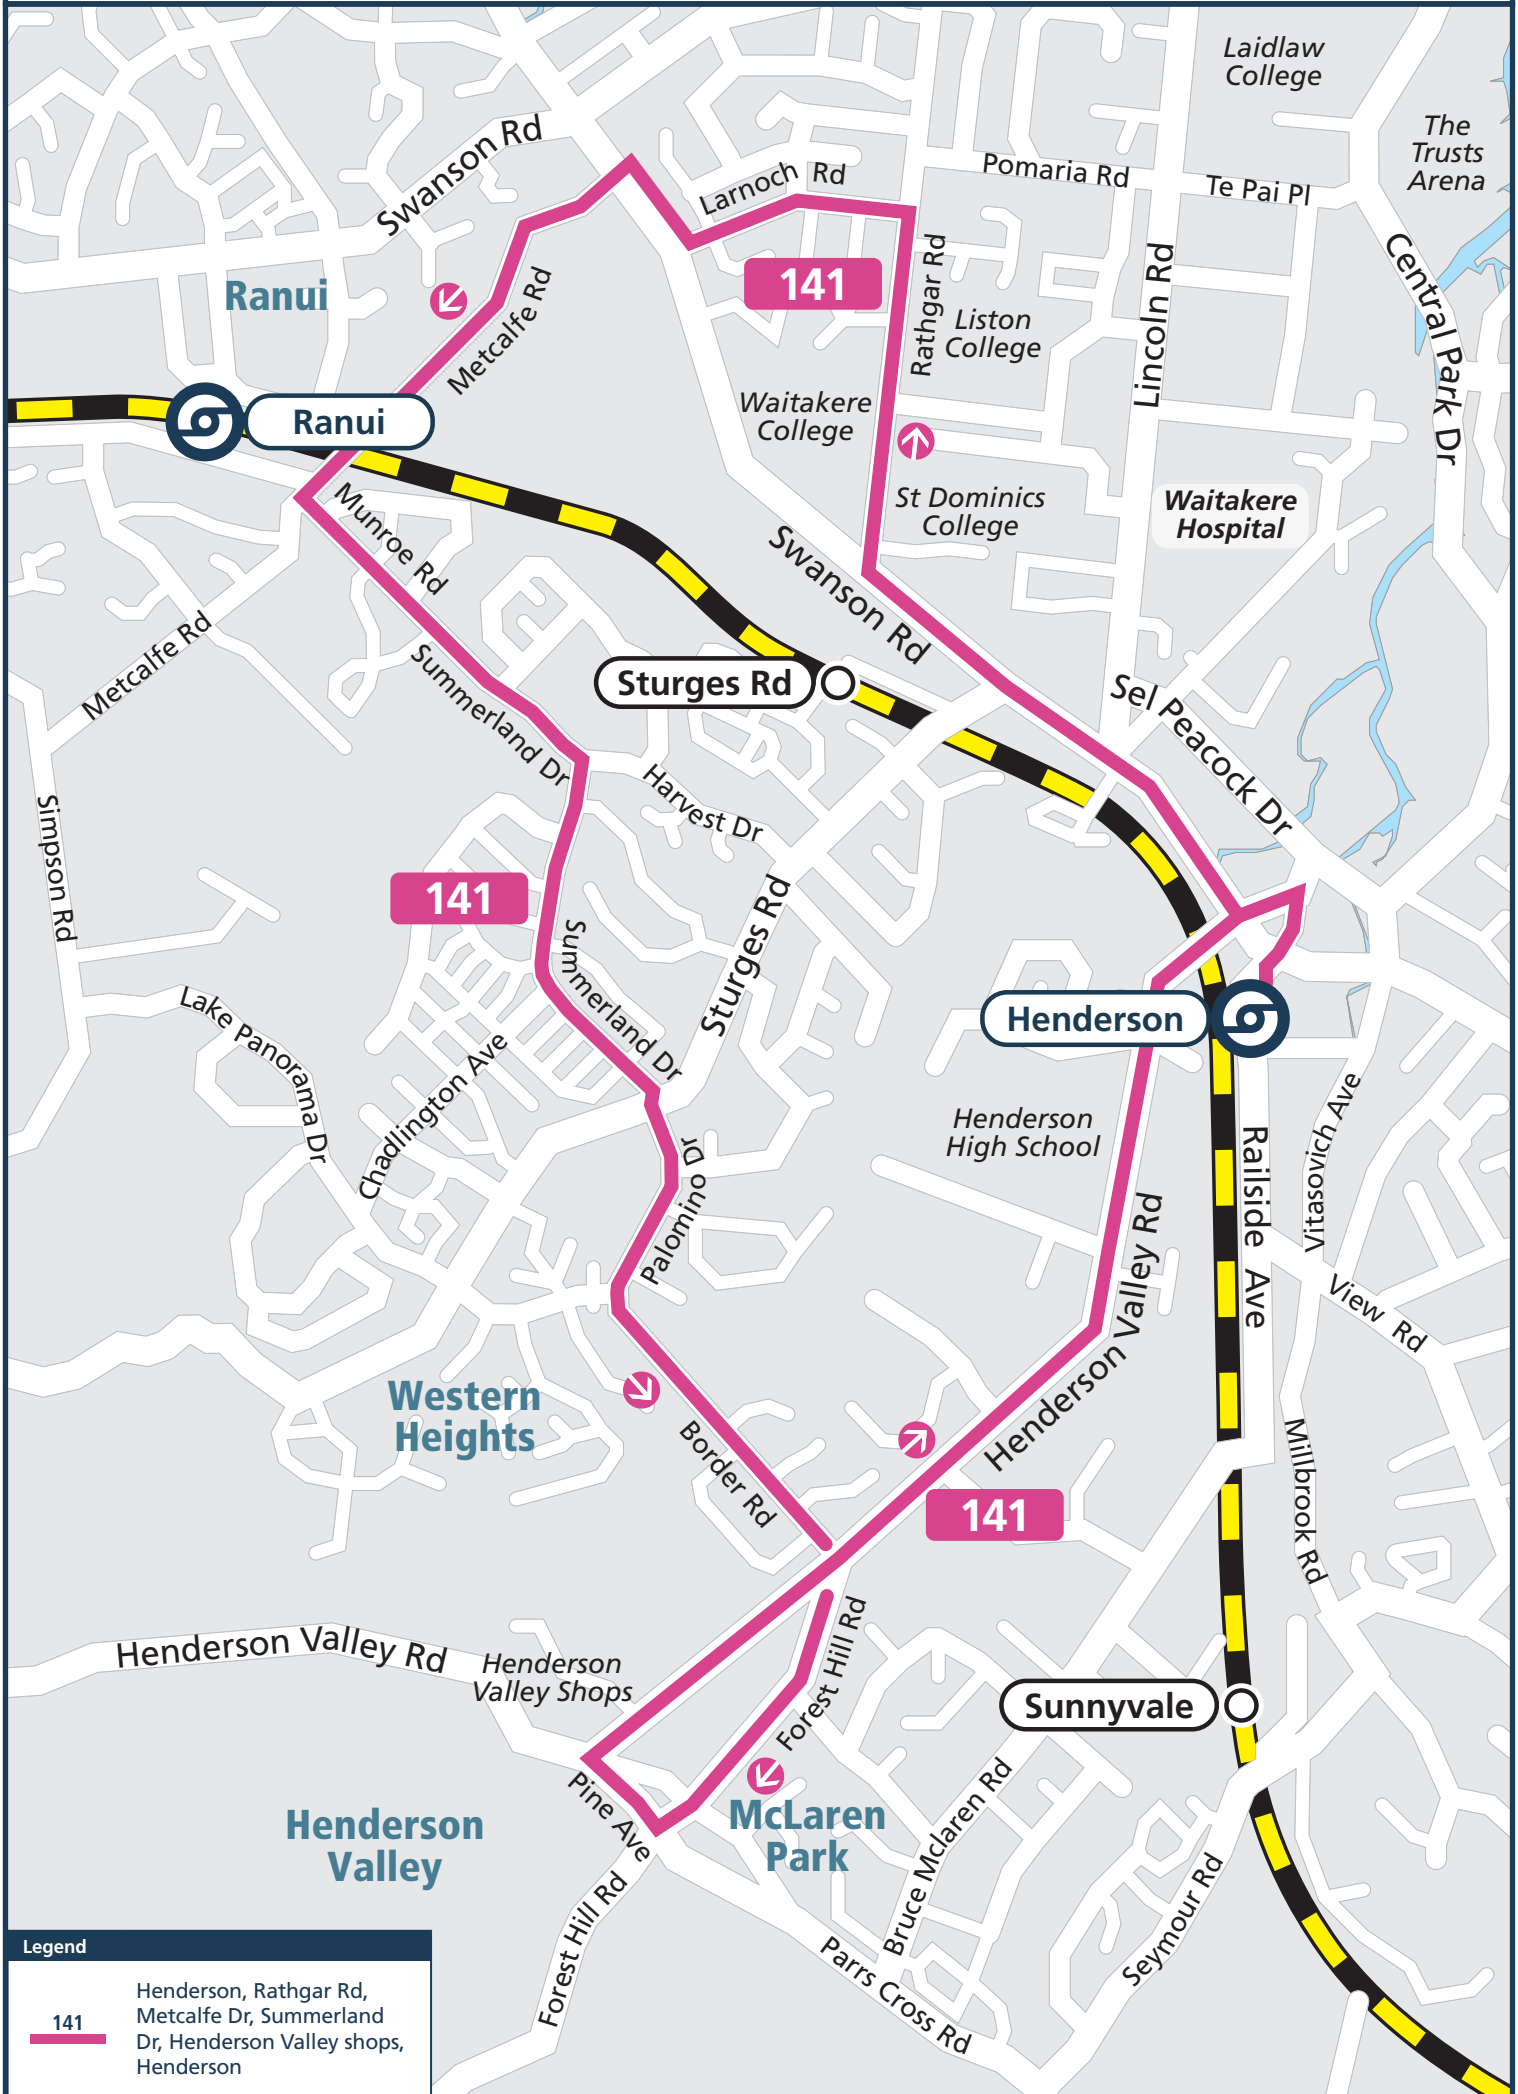 Laidlaw
College
The
Trusts
Arena
Swanson Rd
Larnoch Rd
Pomaria Rd
Te Pai Pl
Ranui
141
Rathgar Rd
Liston
College
Lincoln Rd
Central Park Dr
Metcalfe Rd
Waitakere
College
Ranui
Munroe Rd
St Dominics
College
Waitakere
Hospital
Swanson Rd
Metcalfe Rd
Summerland Dr
Sturges Rd
Sel Peacock Dr
Simpson Rd
Harvest Dr
141
Sturges Rd
Summerland Dr
Lake Panorama Dr
Chadlington Ave
Henderson
Henderson
High School
Railside Ave
Vitasovich Ave
Palomino Dr
Henderson Valley Rd
View Rd
Western
Heights
Border Rd
Henderson Valley Rd
141
Millbrook Rd
Henderson Valley Rd
Henderson
Valley Shops
Forest Hill Rd
Sunnyvale
Pine Ave
McLaren
Park
Henderson
Valley
Bruce Mclaren Rd
Seymour Rd
Forest Hill Rd
Parrs Cross Rd
Legend
141
Henderson, Rathgar Rd,
Metcalfe Dr, Summerland
Dr, Henderson Valley shops,
Henderson